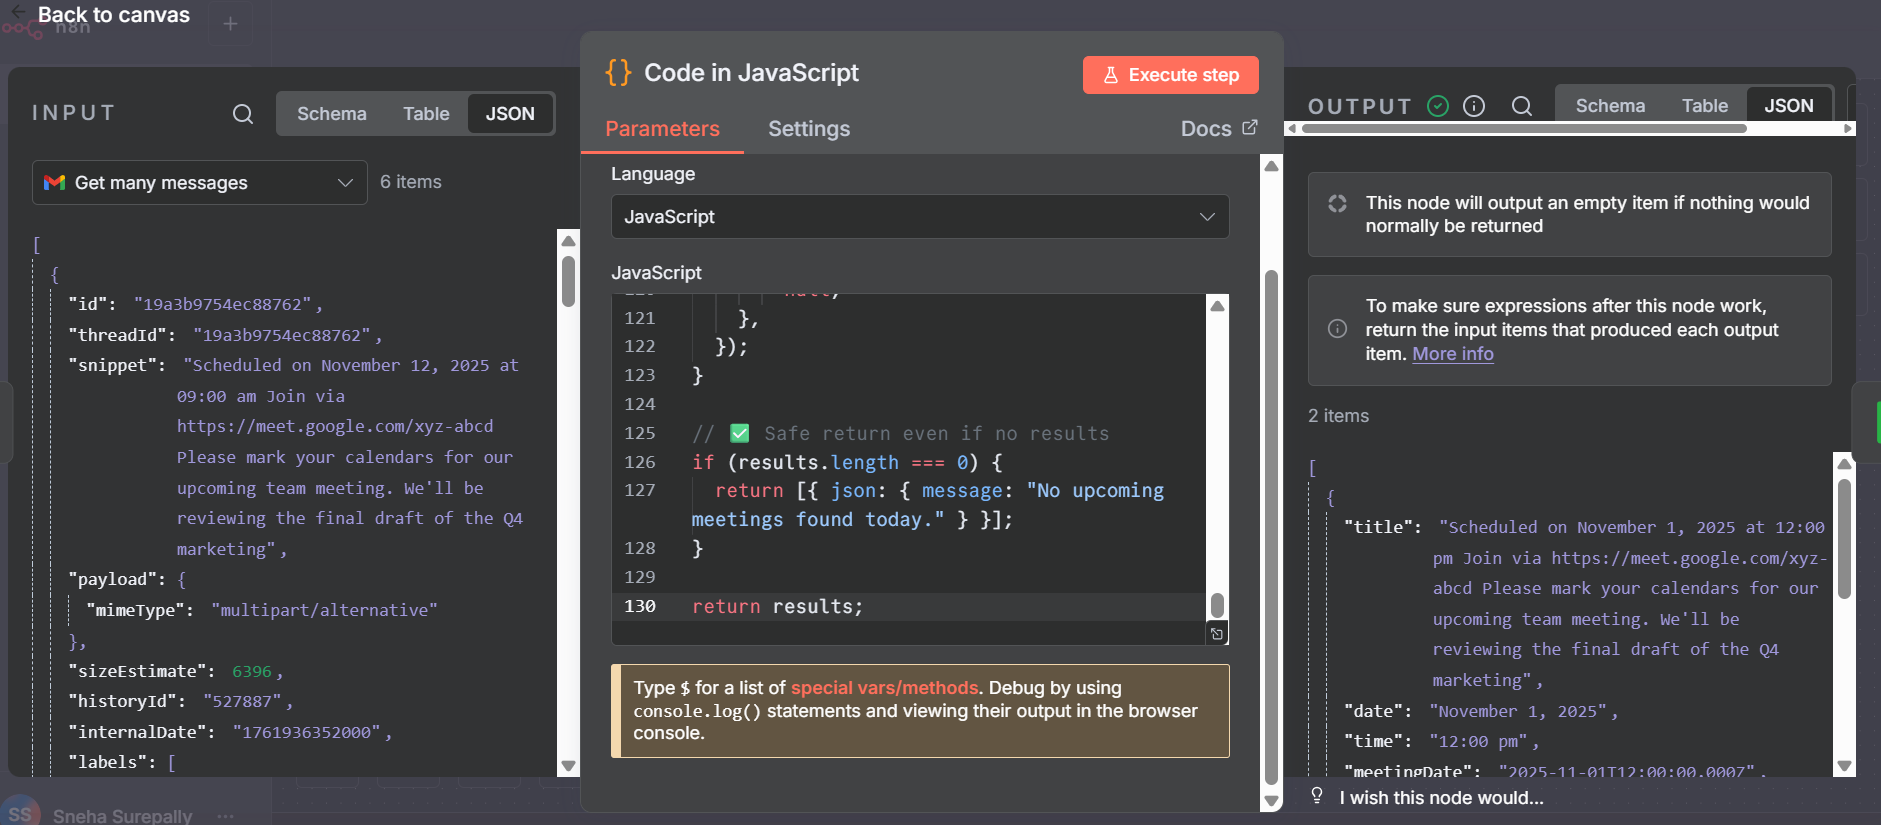 Back to canvas
n8n
INPUT
Schema
Table
JSON
Get many messages
6 items
[
{
"id": "19a3b9754ec88762",
"threadId": "19a3b9754ec88762",
"snippet": "Scheduled on November 12, 2025 at
09:00 am Join via
https://meet.google.com/xyz-abcd
Please mark your calendars for our
upcoming team meeting. We'll be
reviewing the final draft of the Q4
marketing",
"payload": {
"mimeType": "multipart/alternative"
},
"sizeEstimate": 6396,
"historyId": "527887",
"internalDate": "1761936352000",
"labels": [
SS
Sneha Surepally
{} Code in JavaScript
Execute step
Parameters
Settings
Docs
Language
JavaScript
JavaScript
120 null,
121 },
122 });
123 }
124
125 // ✅ Safe return even if no results
126 if (results.length === 0) {
127 return [{ json: { message: "No upcoming
meetings found today." } }];
128 }
129
130 return results;
Type $ for a list of special vars/methods. Debug by using
console.log() statements and viewing their output in the browser
console.
OUTPUT
Schema
Table
JSON
This node will output an empty item if nothing would
normally be returned
To make sure expressions after this node work,
return the input items that produced each output
item. More info
2 items
[
{
"title": "Scheduled on November 1, 2025 at 12:00
pm Join via https://meet.google.com/xyz-
abcd Please mark your calendars for our
upcoming team meeting. We'll be
reviewing the final draft of the Q4
marketing",
"date": "November 1, 2025",
"time": "12:00 pm",
"meetingDate": "2025-11-01T12:00:00.000Z",
I wish this node would...